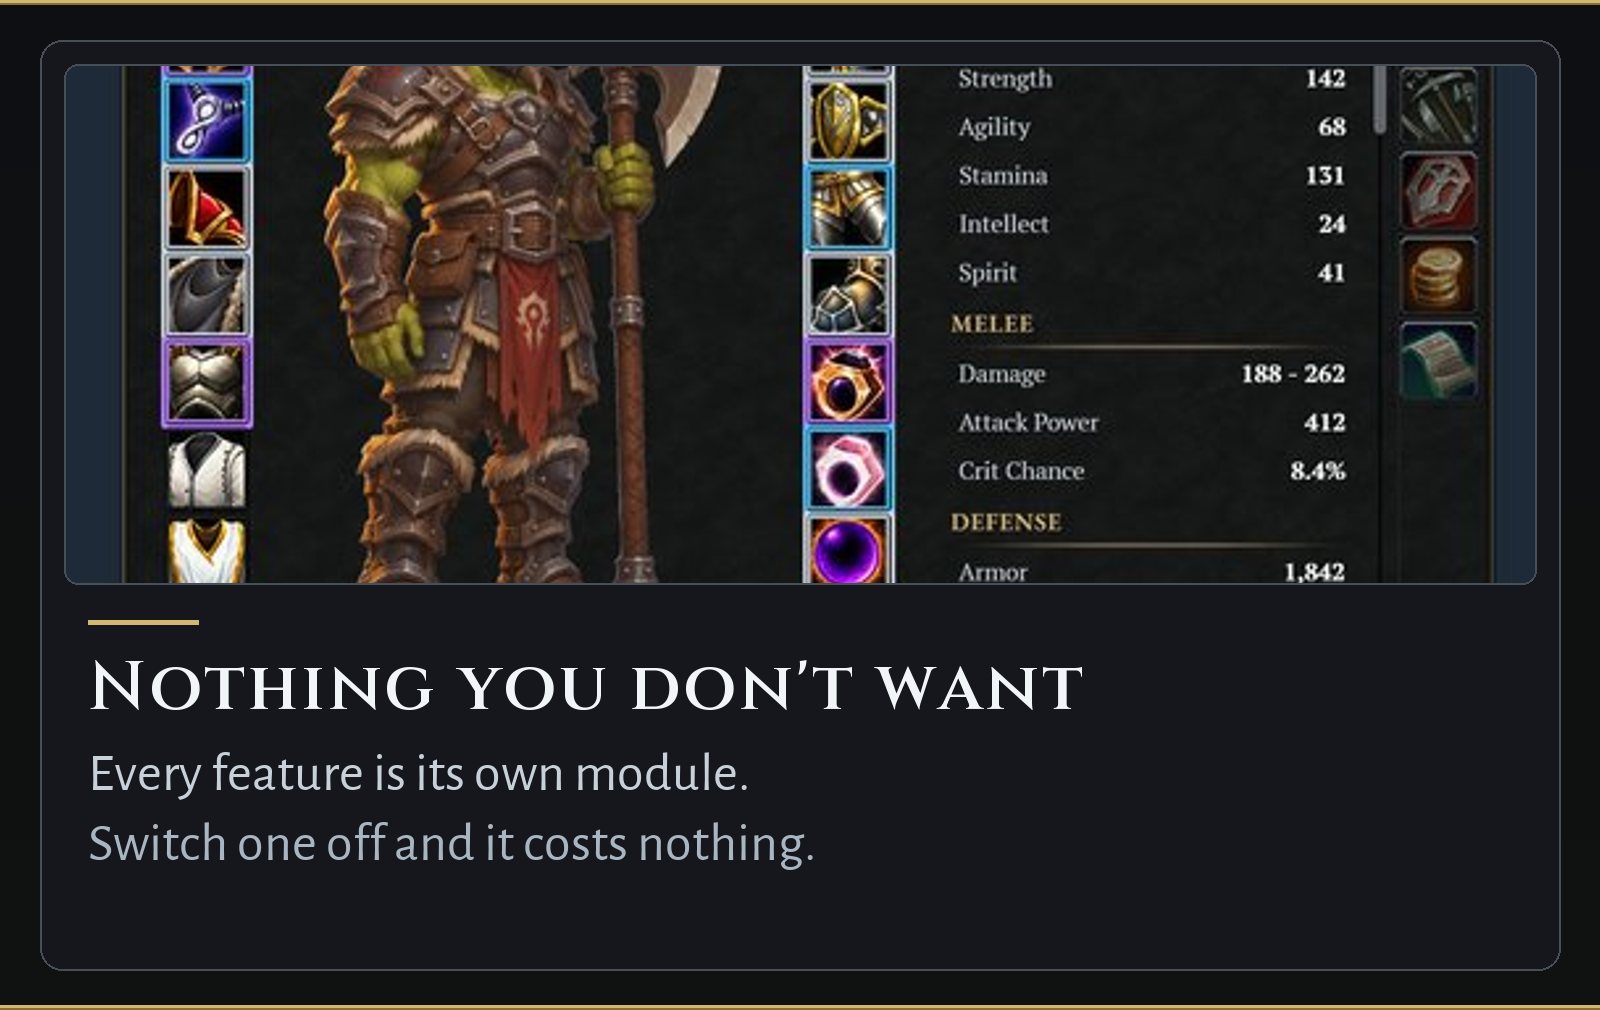 Strength 142
Agility 68
Stamina 131
Intellect 24
Spirit 41
MELEE
Damage 188 - 262
Attack Power 412
Crit Chance 8.4%
DEFENSE
Armor 1,842
Nothing you don't want
Every feature is its own module.
Switch one off and it costs nothing.